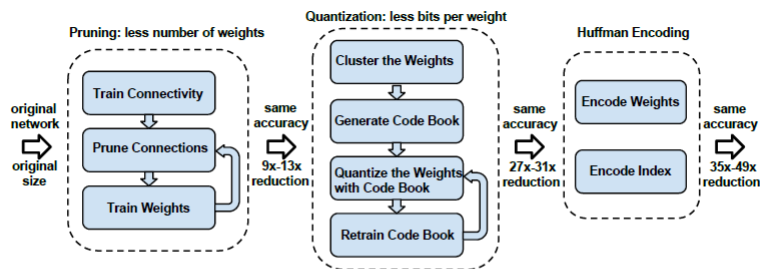 Pruning: less number of weights
Train Connectivity
Prune Connections
Train Weights
original
network
original
size
same
accuracy
9x-13x
reduction
Quantization: less bits per weight
Cluster the Weights
Generate Code Book
Quantize the Weights
with Code Book
Retrain Code Book
same
accuracy
27x-31x
reduction
Huffman Encoding
Encode Weights
Encode Index
same
accuracy
35x-49x
reduction